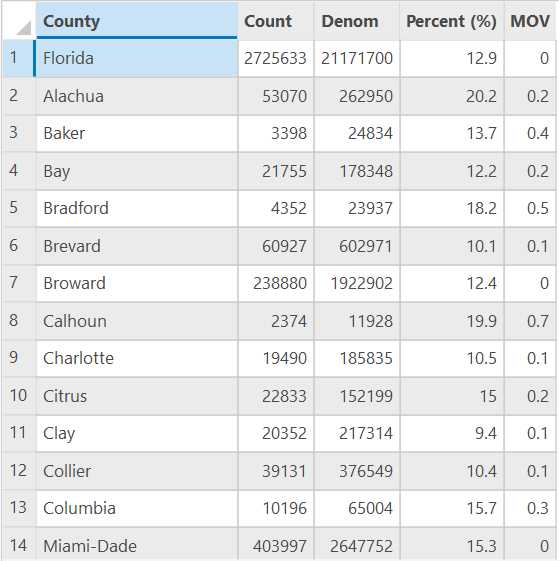 County Count Denom Percent (%) MOV
1 Florida 2725633 21171700 12.9 0
2 Alachua 53070 262950 20.2 0.2
3 Baker 3398 24834 13.7 0.4
4 Bay 21755 178348 12.2 0.2
5 Bradford 4352 23937 18.2 0.5
6 Brevard 60927 602971 10.1 0.1
7 Broward 238880 1922902 12.4 0
8 Calhoun 2374 11928 19.9 0.7
9 Charlotte 19490 185835 10.5 0.1
10 Citrus 22833 152199 15 0.2
11 Clay 20352 217314 9.4 0.1
12 Collier 39131 376549 10.4 0.1
13 Columbia 10196 65004 15.7 0.3
14 Miami-Dade 403997 2647752 15.3 0